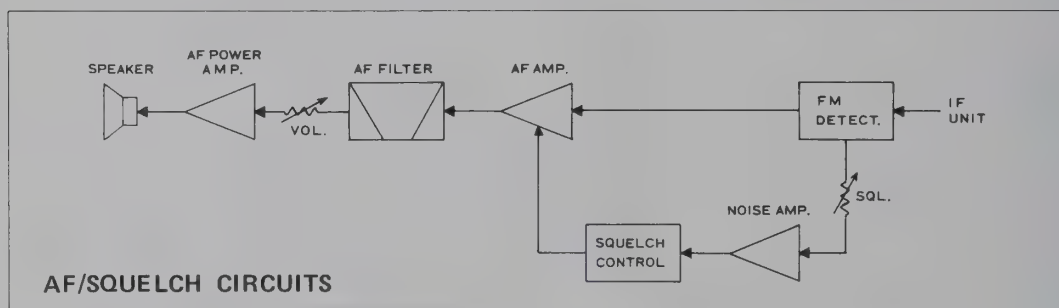 SPEAKER
AF POWER
AMP.
VOL.
AF FILTER
AF AMP.
FM
DETECT.
IF
UNIT
SQL.
NOISE AMP.
SQUELCH
CONTROL
AF/SQUELCH CIRCUITS